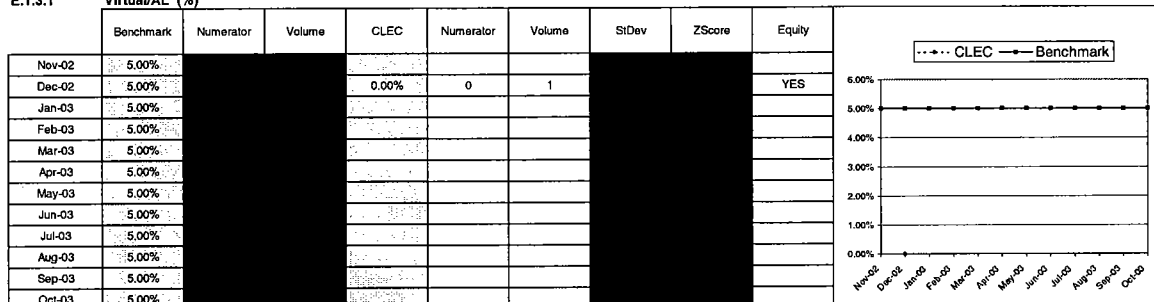 E.1.3.1 Virtual/AL (%)
Benchmark Numerator Volume CLEC Numerator Volume StDev ZScore Equity
Nov-02 5.00%
Dec-02 5.00% 0.00% 0 1 YES
Jan-03 5.00%
Feb-03 5.00%
Mar-03 5.00%
Apr-03 5.00%
May-03 5.00%
Jun-03 5.00%
Jul-03 5.00%
Aug-03 5.00%
Sep-03 5.00%
Oct-03 5.00%
CLEC Benchmark
6.00%
5.00%
4.00%
3.00%
2.00%
1.00%
0.00%
Nov-02 Dec-02 Jan-03 Feb-03 Mar-03 Apr-03 May-03 Jun-03 Jul-03 Aug-03 Sep-03 Oct-03